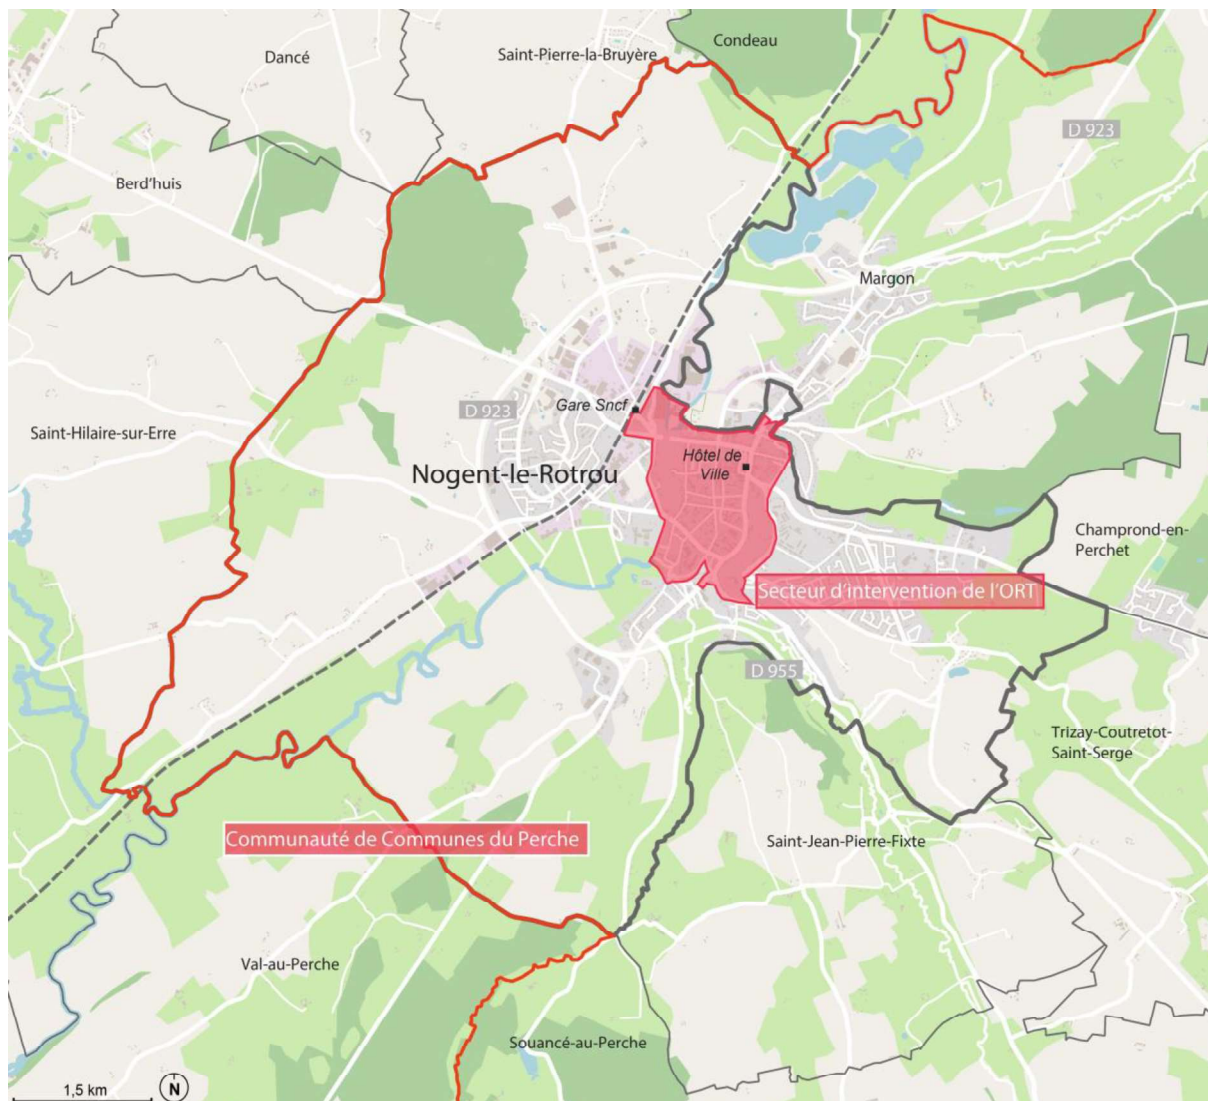 Condeau
Dancé
Saint-Pierre-la-Bruyère
D 923
Berd'huis
Margon
Gare Sncf
D 923
Saint-Hilaire-sur-Erre
Hôtel de
Ville
Nogent-le-Rotrou
Champrond-en-
Perchet
Secteur d'intervention de l'ORT
D 955
Trizay-Coutretot-
Saint-Serge
Communauté de Communes du Perche
Saint-Jean-Pierre-Fixte
Val-au-Perche
Souancé-au-Perche
1,5 km
N